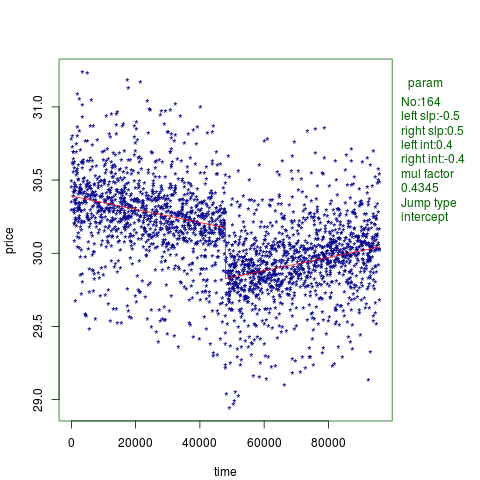 param
No:164
left slp:-0.5
right slp:0.5
left int:0.4
right int:-0.4
mul factor
0.4345
Jump type
intercept
price
31.0
30.5
30.0
29.5
29.0
0 20000 40000 60000 80000
time